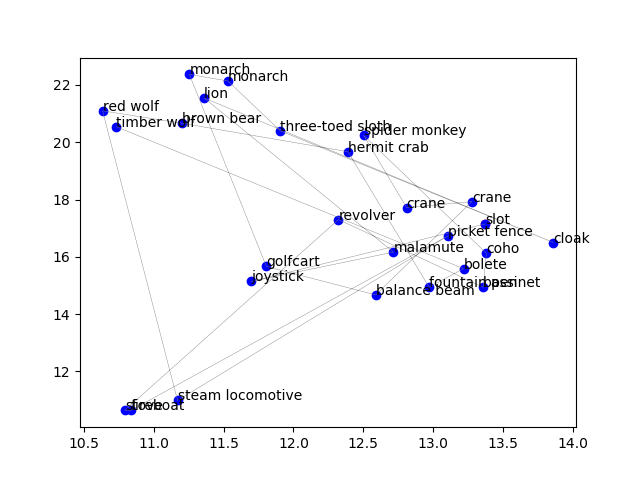 monarch
monarch
lion
red wolf
brown bear
timber wolf
three-toed sloth
spider monkey
hermit crab
crane
crane
revolver
slot
picket fence
cloak
malamute
coho
golfcart
bolete
joystick
fountain pen
bassinet
balance beam
steam locomotive
stove
fireboat
22
20
18
16
14
12
10.5 11.0 11.5 12.0 12.5 13.0 13.5 14.0